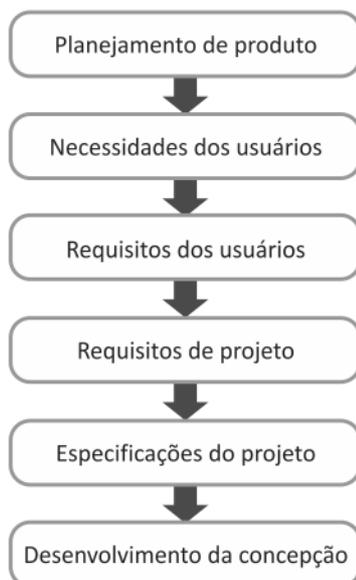 Planejamento de produto
Necessidades dos usuários
Requisitos dos usuários
Requisitos de projeto
Especificações do projeto
Desenvolvimento da concepção